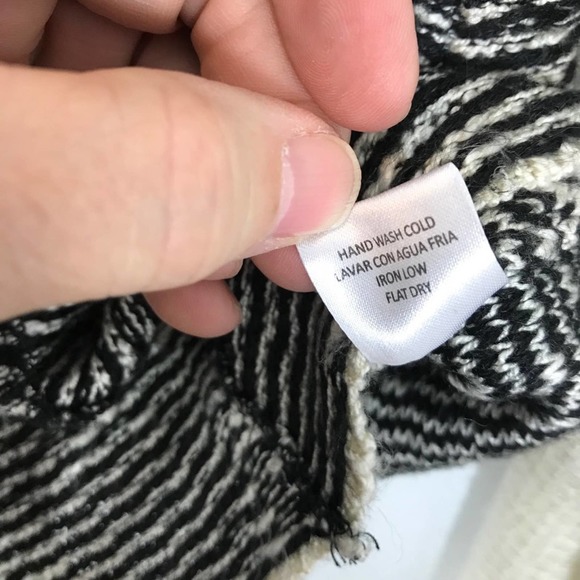 HAND WASH COLD
LAVAR CON AGUA FRIA
IRON LOW
FLAT DRY